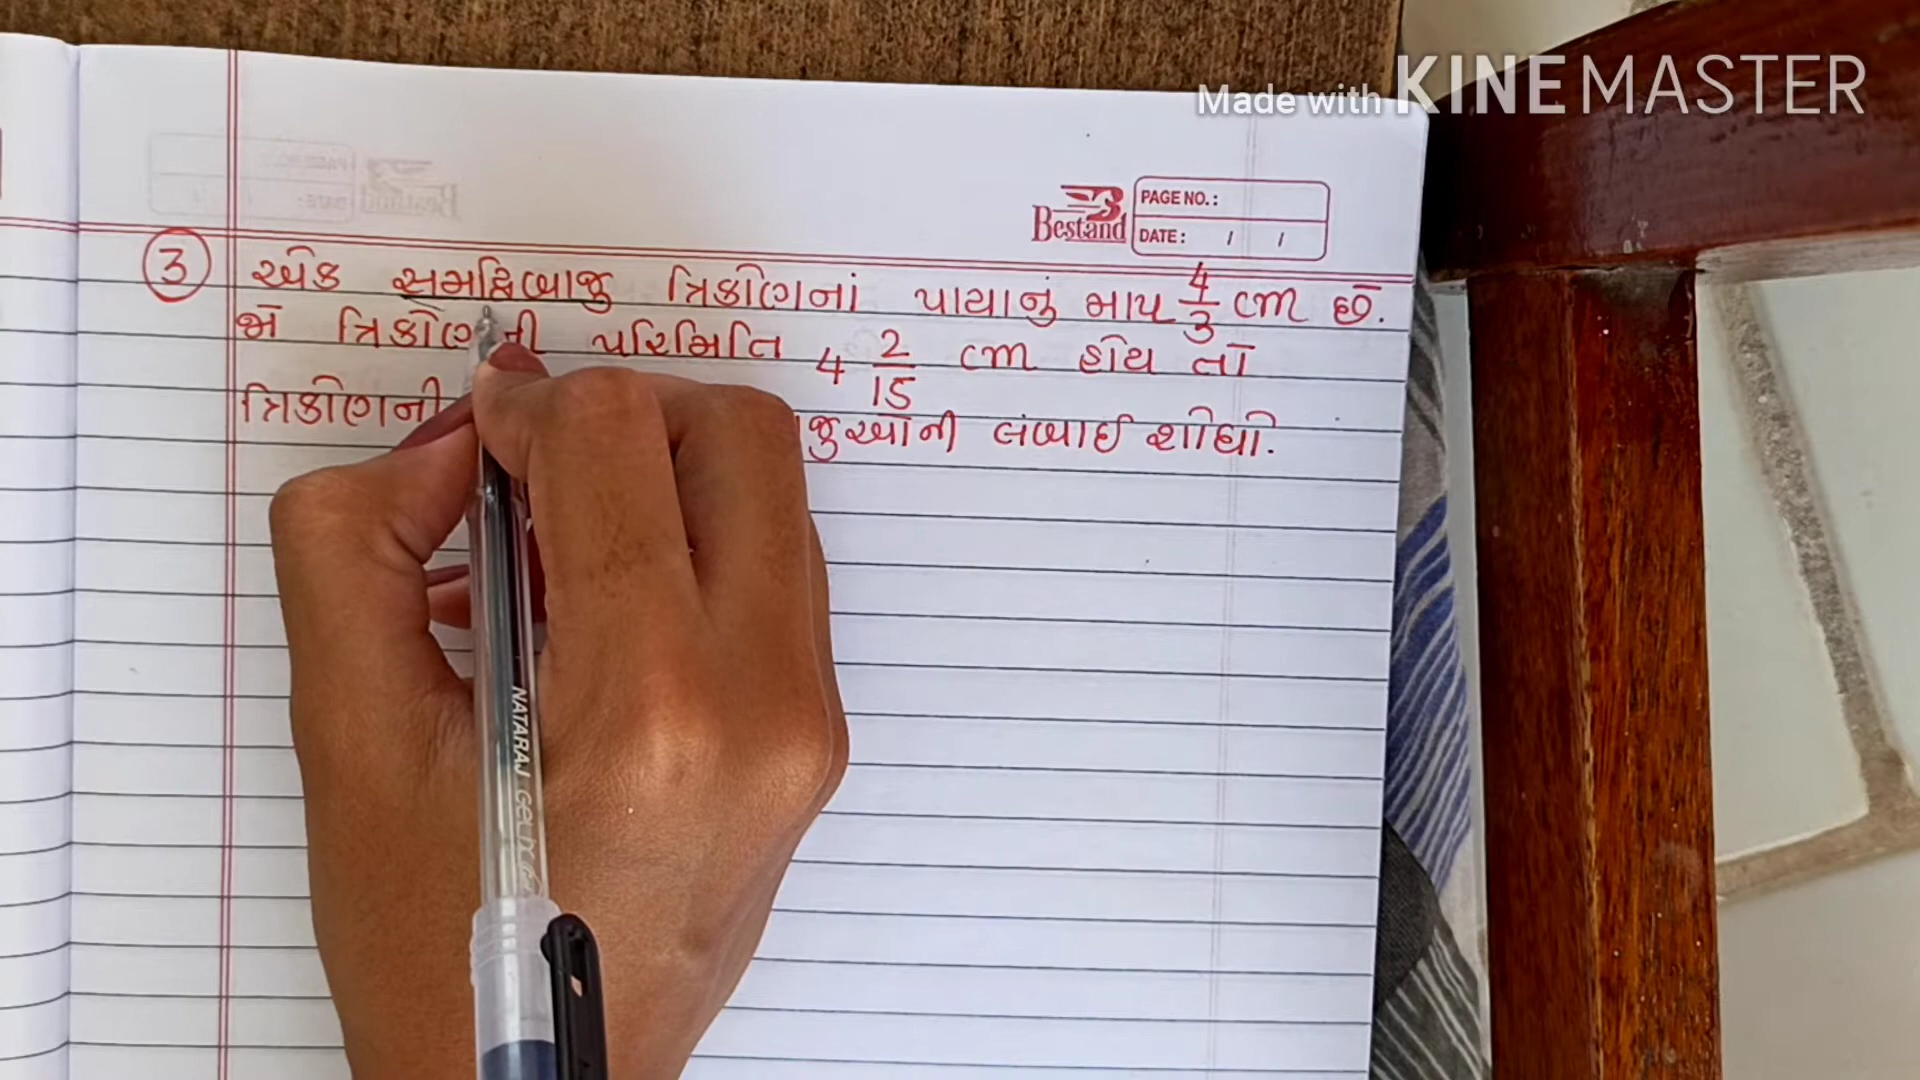 Made with KINEMASTER
Bestand
PAGE NO. :
DATE : / /
3 એક સમદ્વિબાજુ ત્રિકોણનાં પાયાનું માપ 4/3 cm છે.
જો ત્રિકોણની પરિમિતિ 4 2/15 cm હોય તો
ત્રિકોણની જુઓની લંબાઈ શોધો.
NATARAJ GELIX